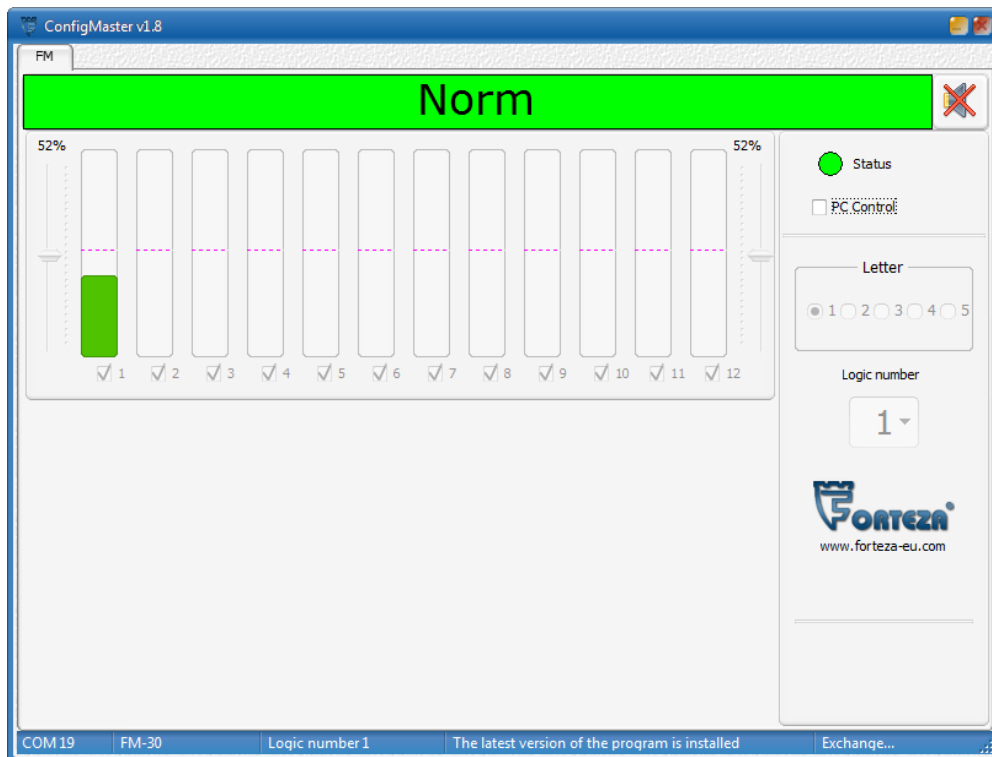 ConfigMaster v1.8
FM
Norm
52%
52%
Status
PC Control
Letter
1 2 3 4 5
1 2 3 4 5 6 7 8 9 10 11 12
Logic number
1
FORTEZA
www.forteza-eu.com
COM 19 FM-30 Logic number 1 The latest version of the program is installed Exchange...